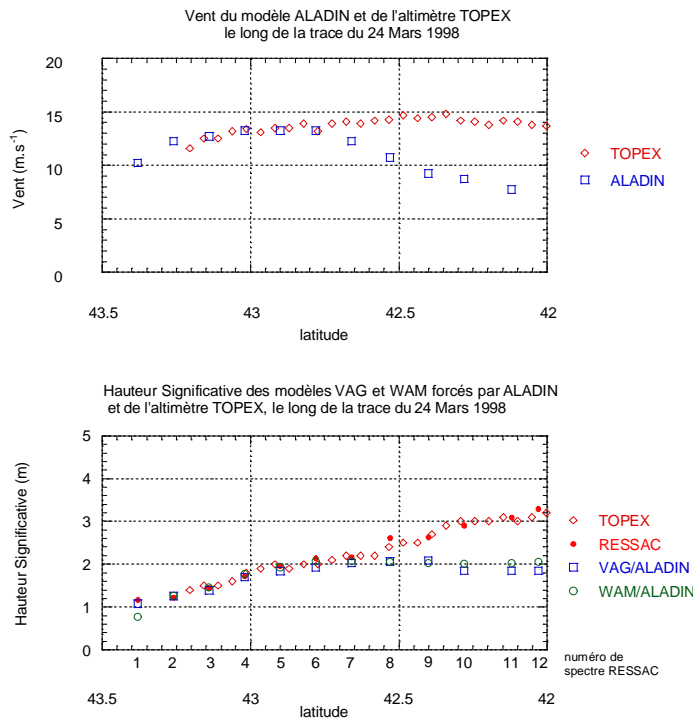 Vent du modèle ALADIN et de l'altimètre TOPEX
le long de la trace du 24 Mars 1998
20
15
10
5
0
Vent (m.s-1)
TOPEX
ALADIN
43.5 43 42.5 42
latitude
Hauteur Significative des modèles VAG et WAM forcés par ALADIN
et de l'altimètre TOPEX, le long de la trace du 24 Mars 1998
5
4
3
2
1
0
Hauteur Significative (m)
TOPEX
RESSAC
VAG/ALADIN
WAM/ALADIN
1 2 3 4 5 6 7 8 9 10 11 12
numéro de
spectre RESSAC
43.5 43 42.5 42
latitude